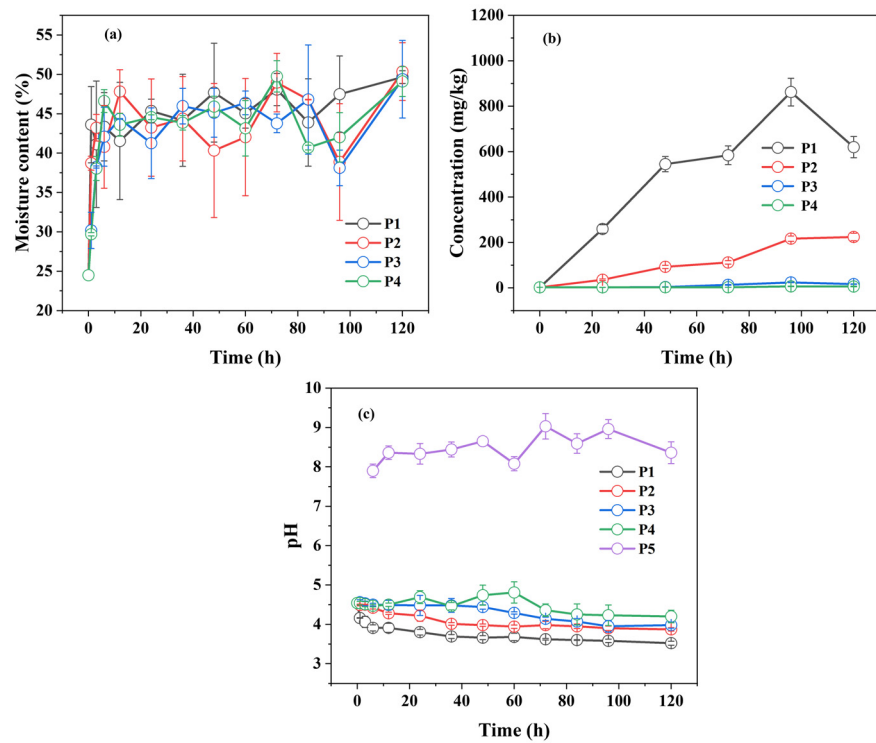 (a)
Moisture content (%)
55
50
45
40
35
30
25
20
0 20 40 60 80 100 120
Time (h)
P1
P2
P3
P4
(b)
Concentration (mg/kg)
1200
1000
800
600
400
200
0
0 20 40 60 80 100 120
Time (h)
P1
P2
P3
P4
(c)
pH
10
9
8
7
6
5
4
3
0 20 40 60 80 100 120
Time (h)
P1
P2
P3
P4
P5